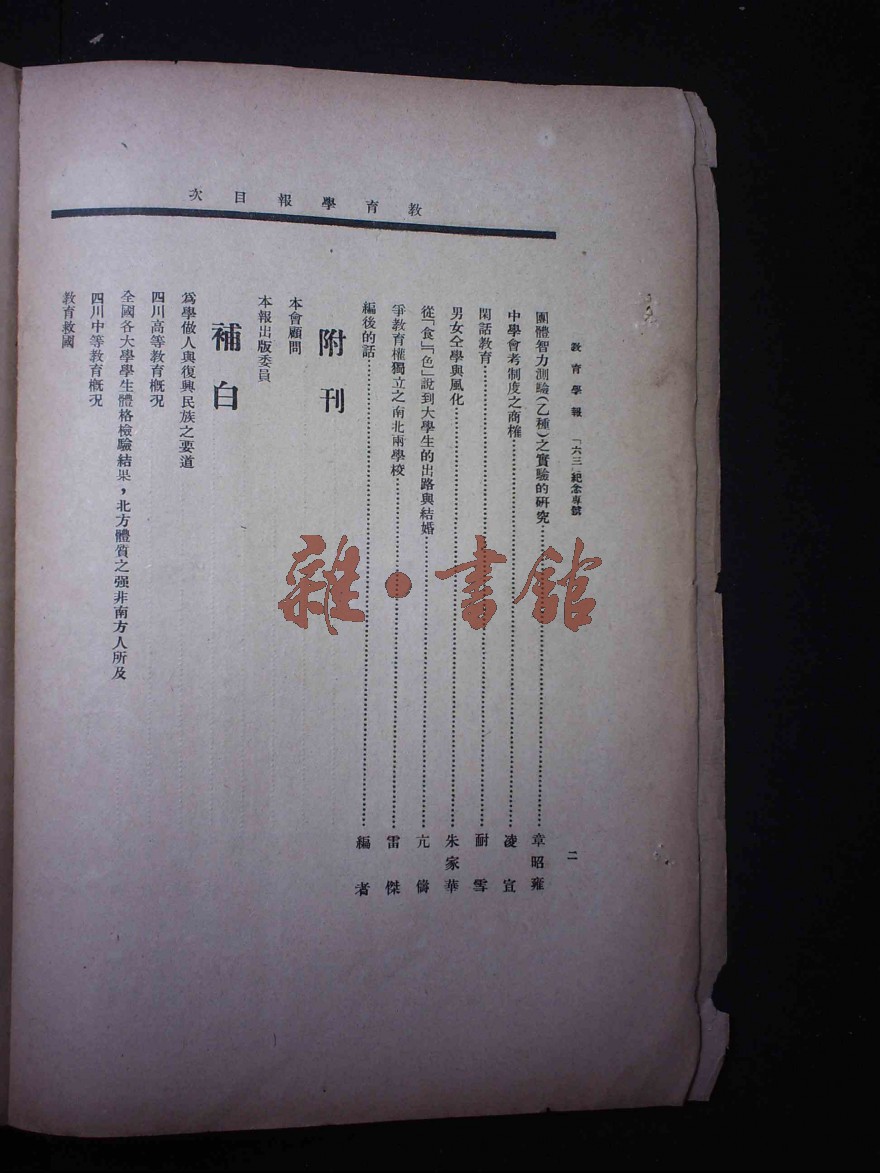 教育學報目次
教育學報 「六三」紀念專號 二
團體智力測驗(乙種)之實驗的研究……章昭雍
中學會考制度之商榷……凌宣
閑話教育……耐雪
男女仝學與風化……朱家華
從「食」「色」說到大學生的出路與結婚……亢儔
爭教育權獨立之南北兩學校……雷傑
編後的話……編者
附刊
本會顧問
本報出版委員
補白
為學做人與復興民族之要道
四川高等教育概况
全國各大學學生體格檢驗結果，北方體質之强非南方人所及
四川中等教育概况
教育救國
雜·書館